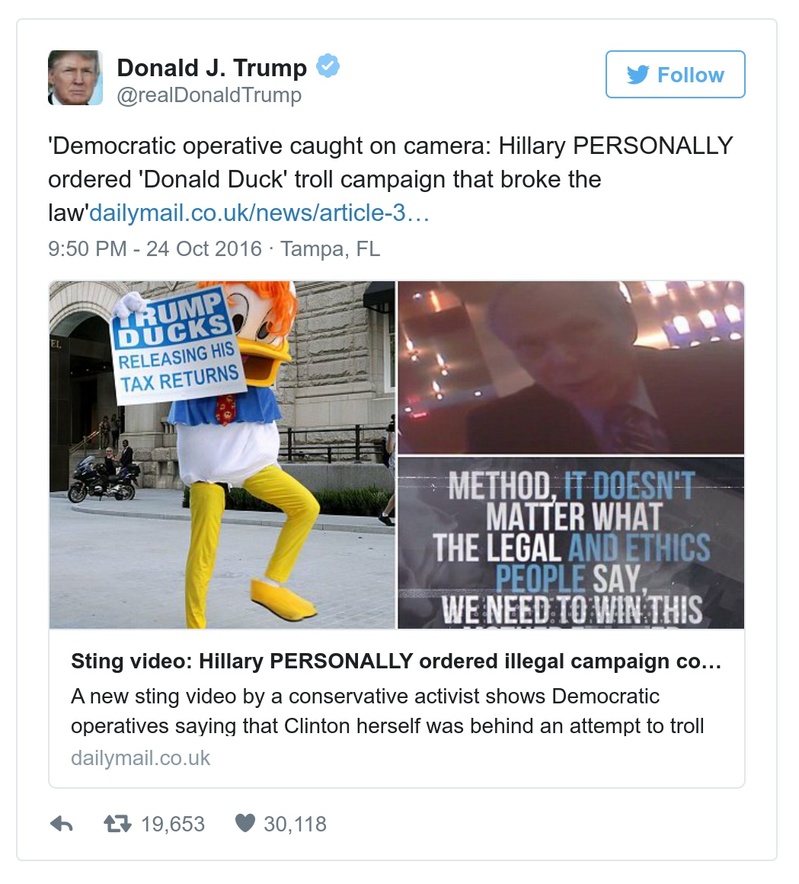 Donald J. Trump
@realDonaldTrump
Follow
'Democratic operative caught on camera: Hillary PERSONALLY
ordered 'Donald Duck' troll campaign that broke the
law'dailymail.co.uk/news/article-3…
9:50 PM - 24 Oct 2016 · Tampa, FL
TRUMP
DUCKS
RELEASING HIS
TAX RETURNS
EL
METHOD, IT DOESN'T
MATTER WHAT
THE LEGAL AND ETHICS
PEOPLE SAY,
WE NEED TO WIN THIS
Sting video: Hillary PERSONALLY ordered illegal campaign co…
A new sting video by a conservative activist shows Democratic
operatives saying that Clinton herself was behind an attempt to troll
dailymail.co.uk
19,653
30,118